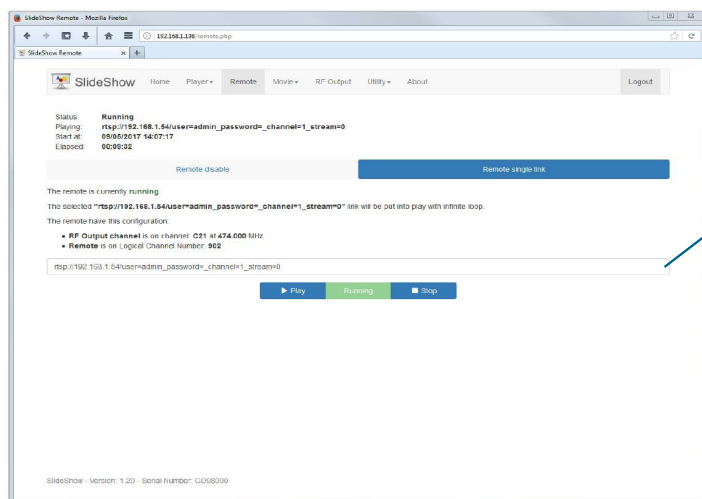 SlideShow Remote - Mozilla Firefox
192.168.1.198/remote.php
SlideShow Remote × +
SlideShow Home Player Remote Movie RF Output Utility About Logout
Status: Running
Playing: rtsp://192.168.1.54/user=admin_password=_channel=1_stream=0
Start at: 09/05/2017 14:07:17
Elapsed: 00:09:32
Remote disable Remote single link
The remote is currently running.
The selected "rtsp://192.168.1.54/user=admin_password=_channel=1_stream=0" link will be put into play with infinite loop.
The remote have this configuration:
• RF Output channel is on channel: C21 at 474.000 MHz
• Remote is on Logical Channel Number: 902
rtsp://192.168.1.54/user=admin_password=_channel=1_stream=0
Play Running Stop
SlideShow - Version: 1.20 - Serial Number: GD98000